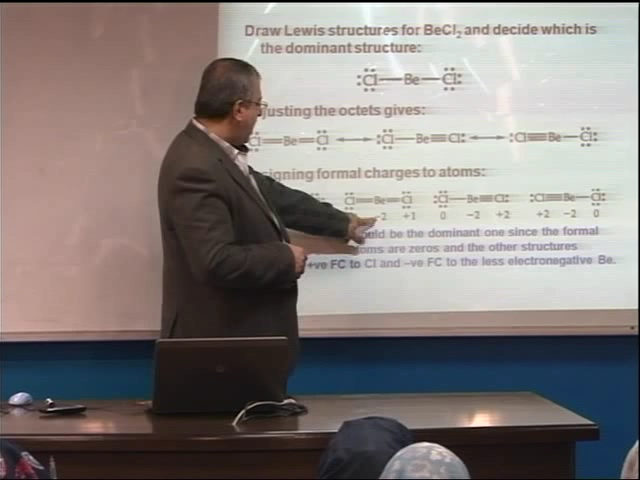 Draw Lewis structures for BeCl₂ and decide which is
the dominant structure:
:Cl—Be—Cl:
justing the octets gives:
Cl=Be=Cl ↔ :Cl—Be≡Cl: ↔ :Cl≡Be—Cl:
signing formal charges to atoms:
Cl=Be=Cl :Cl—Be≡Cl: :Cl≡Be—Cl:
-2 +1 0 -2 +2 +2 -2 0
ould be the dominant one since the formal
oms are zeros and the other structures
+ve FC to Cl and –ve FC to the less electronegative Be.